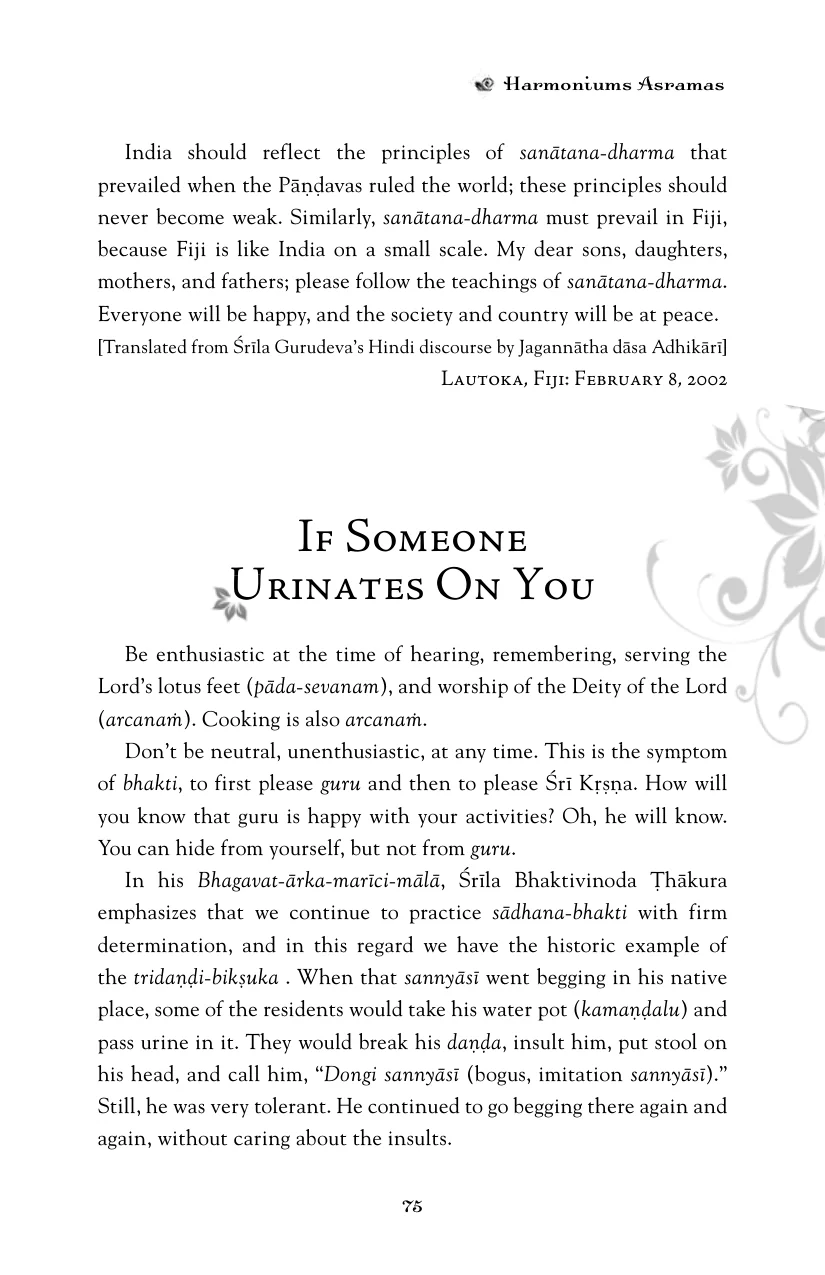 Harmoniums Asramas
India should reflect the principles of sanātana-dharma that
prevailed when the Pāṇḍavas ruled the world; these principles should
never become weak. Similarly, sanātana-dharma must prevail in Fiji,
because Fiji is like India on a small scale. My dear sons, daughters,
mothers, and fathers; please follow the teachings of sanātana-dharma.
Everyone will be happy, and the society and country will be at peace.
[Translated from Śrīla Gurudeva’s Hindi discourse by Jagannātha dāsa Adhikārī]
Lautoka, Fiji: February 8, 2002
If Someone
Urinates On You
Be enthusiastic at the time of hearing, remembering, serving the
Lord’s lotus feet (pāda-sevanam), and worship of the Deity of the Lord
(arcanaṁ). Cooking is also arcanaṁ.
Don’t be neutral, unenthusiastic, at any time. This is the symptom
of bhakti, to first please guru and then to please Śrī Kṛṣṇa. How will
you know that guru is happy with your activities? Oh, he will know.
You can hide from yourself, but not from guru.
In his Bhagavat-ārka-marīci-mālā, Śrīla Bhaktivinoda Ṭhākura
emphasizes that we continue to practice sādhana-bhakti with firm
determination, and in this regard we have the historic example of
the tridaṇḍi-bikṣuka . When that sannyāsī went begging in his native
place, some of the residents would take his water pot (kamaṇḍalu) and
pass urine in it. They would break his daṇḍa, insult him, put stool on
his head, and call him, “Dongi sannyāsī (bogus, imitation sannyāsī).”
Still, he was very tolerant. He continued to go begging there again and
again, without caring about the insults.
75